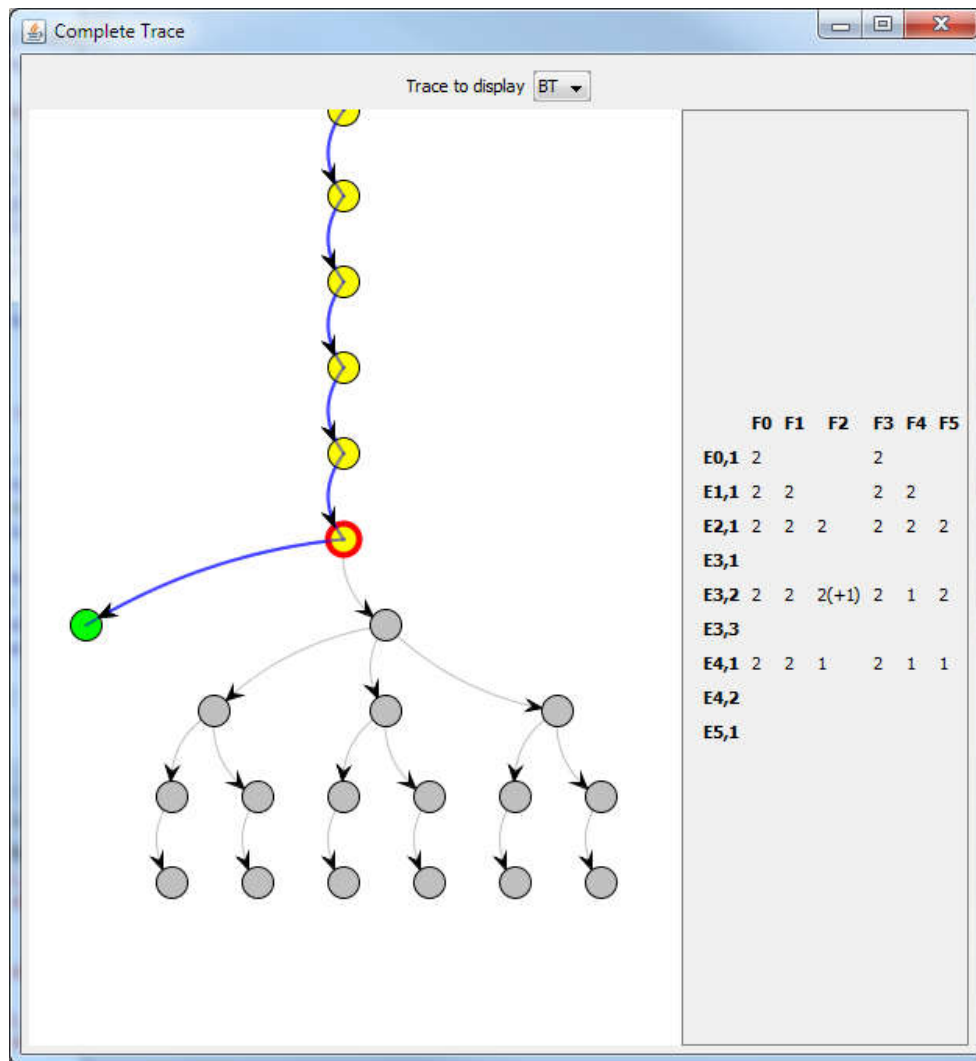 Complete Trace
Trace to display BT
F0 F1 F2 F3 F4 F5
E0,1 2 2
E1,1 2 2 2 2
E2,1 2 2 2 2 2 2
E3,1
E3,2 2 2 2(+1) 2 1 2
E3,3
E4,1 2 2 1 2 1 1
E4,2
E5,1